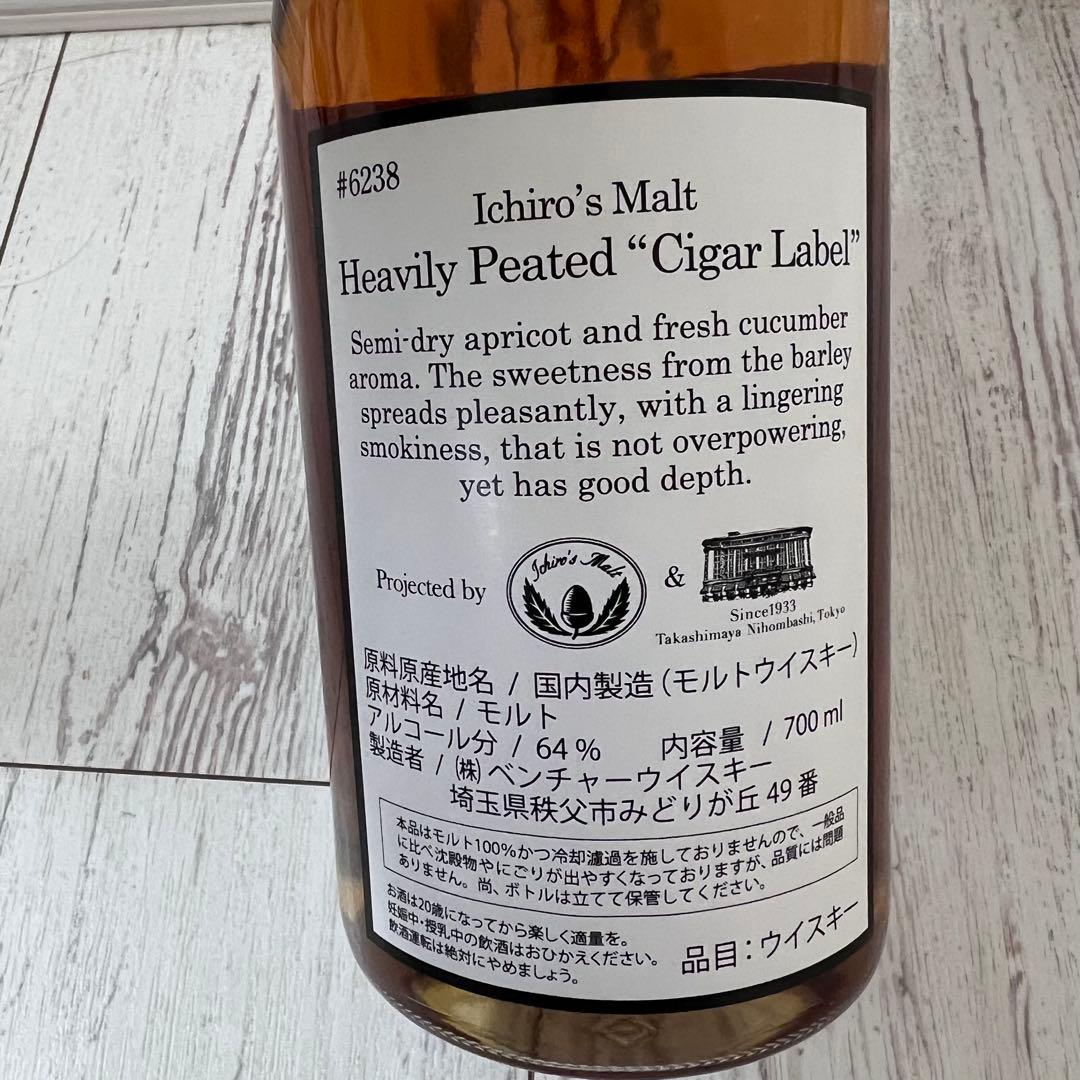 #6238
Ichiro's Malt
Heavily Peated “Cigar Label”
Semi-dry apricot and fresh cucumber
aroma. The sweetness from the barley
spreads pleasantly, with a lingering
smokiness, that is not overpowering,
yet has good depth.
Projected by
Ichiro's Malt
&
Since1933
Takashimaya Nihombashi, Tokyo
原料原産地名 / 国内製造(モルトウイスキー)
原材料名 / モルト
アルコール分 / 64% 内容量 / 700ml
製造者 / ㈱ベンチャーウイスキー
埼玉県秩父市みどりが丘49番
本品はモルト100%かつ冷却濾過を施しておりませんので、一般品
に比べ沈殿物やにごりが出やすくなっておりますが、品質には問題
ありません。尚、ボトルは立てて保管してください。
お酒は20歳になってから楽しく適量を。
妊娠中・授乳中の飲酒はおひかえください。
飲酒運転は絶対にやめましょう。
品目:ウイスキー